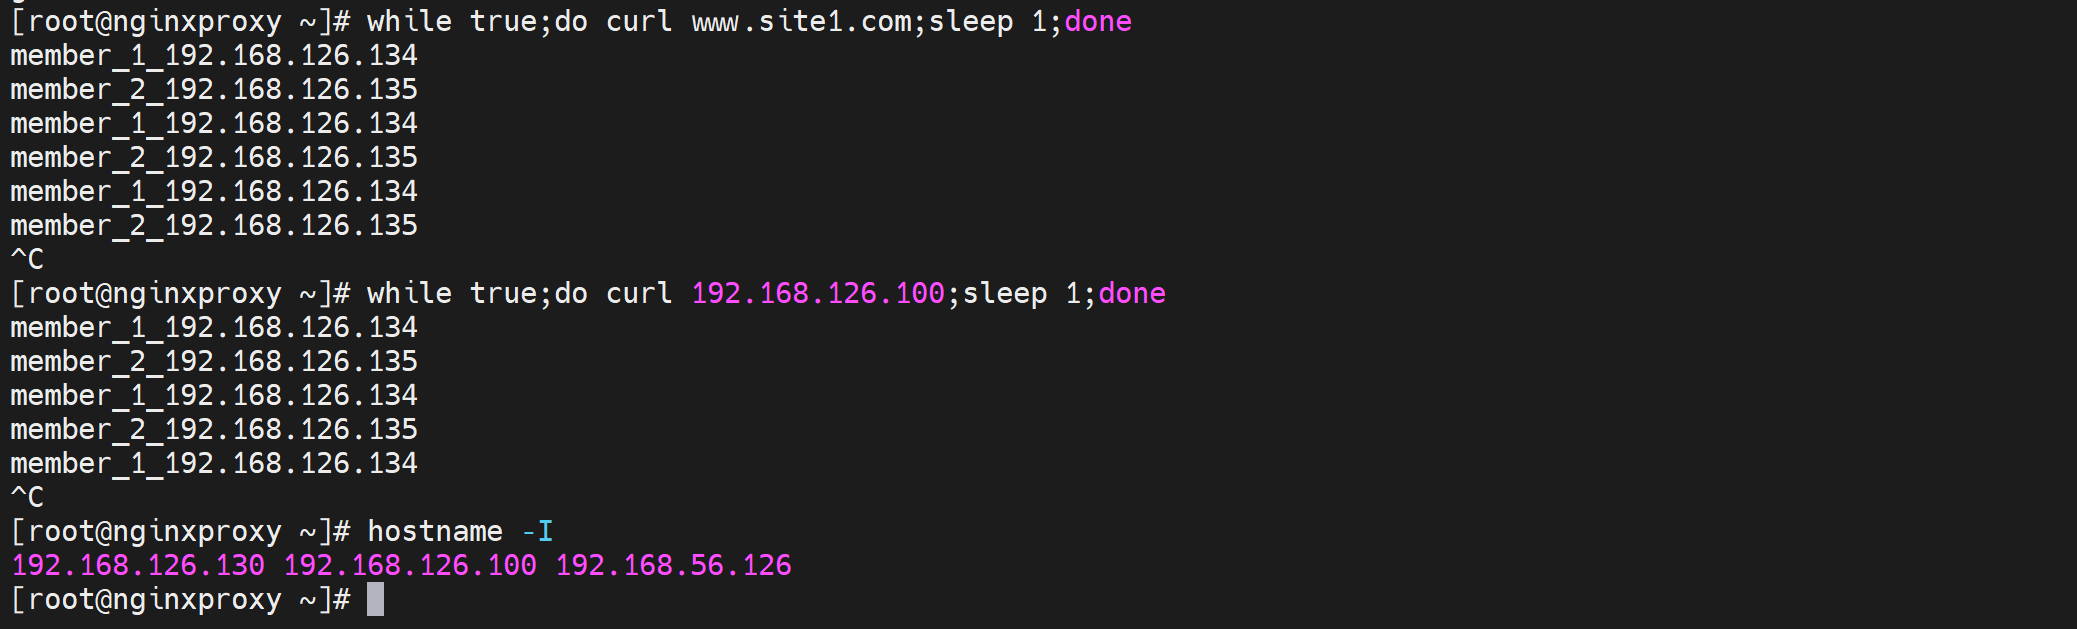 [root@nginxproxy ~]# while true;do curl www.site1.com;sleep 1;done
member_1_192.168.126.134
member_2_192.168.126.135
member_1_192.168.126.134
member_2_192.168.126.135
member_1_192.168.126.134
member_2_192.168.126.135
^C
[root@nginxproxy ~]# while true;do curl 192.168.126.100;sleep 1;done
member_1_192.168.126.134
member_2_192.168.126.135
member_1_192.168.126.134
member_2_192.168.126.135
member_1_192.168.126.134
^C
[root@nginxproxy ~]# hostname -I
192.168.126.130 192.168.126.100 192.168.56.126
[root@nginxproxy ~]#